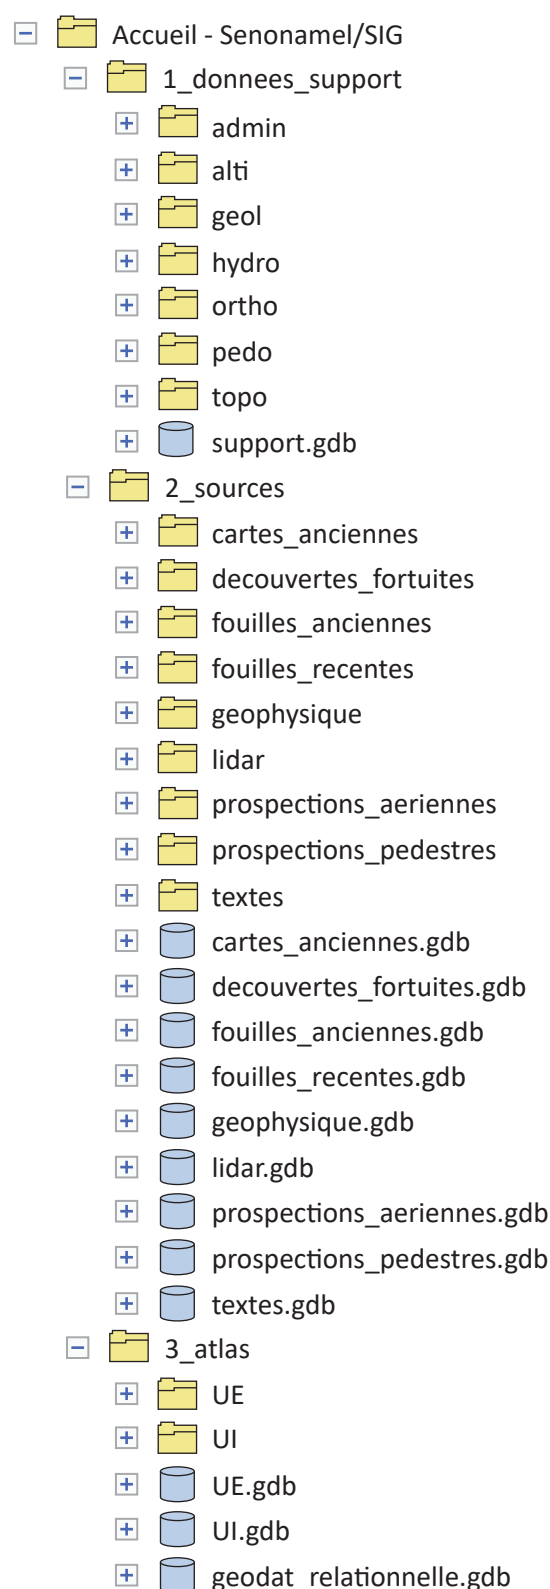 Accueil - Senonamel/SIG
1_donnees_support
admin
alti
geol
hydro
ortho
pedo
topo
support.gdb
2_sources
cartes_anciennes
decouvertes_fortuites
fouilles_anciennes
fouilles_recentes
geophysique
lidar
prospections_aeriennes
prospections_pedestres
textes
cartes_anciennes.gdb
decouvertes_fortuites.gdb
fouilles_anciennes.gdb
fouilles_recentes.gdb
geophysique.gdb
lidar.gdb
prospections_aeriennes.gdb
prospections_pedestres.gdb
textes.gdb
3_atlas
UE
UI
UE.gdb
UI.gdb
geodat_relationnelle.gdb